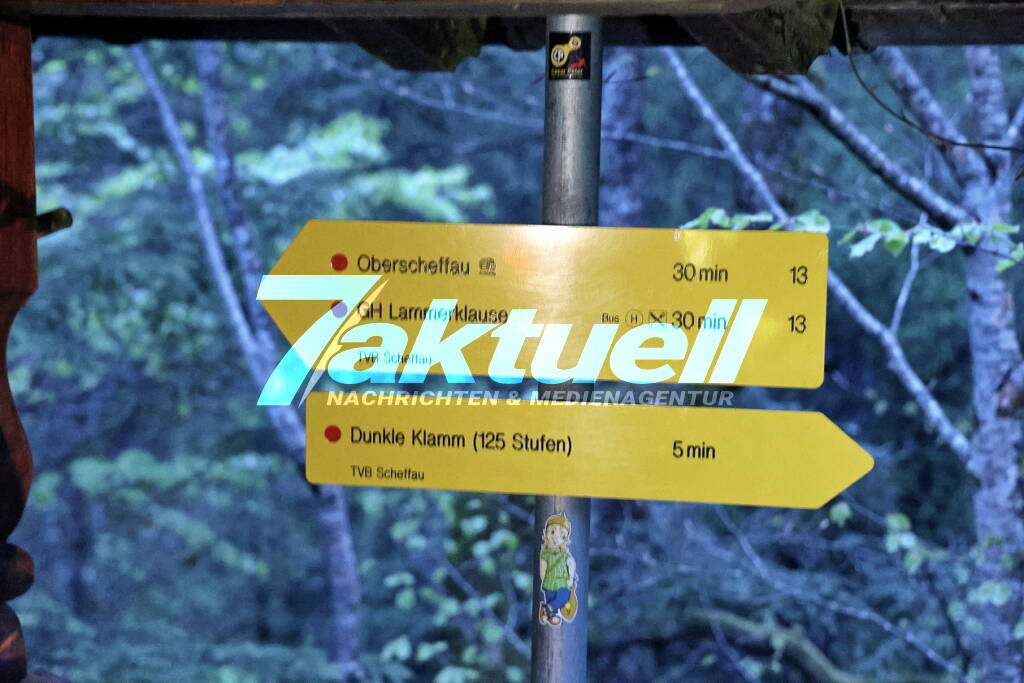 Oberscheffau 30 min 13
GH Lammerklause Bus H 30 min 13
TVB Scheffau
7aktuell
NACHRICHTEN & MEDIENAGENTUR
Dunkle Klamm (125 Stufen) 5 min
TVB Scheffau